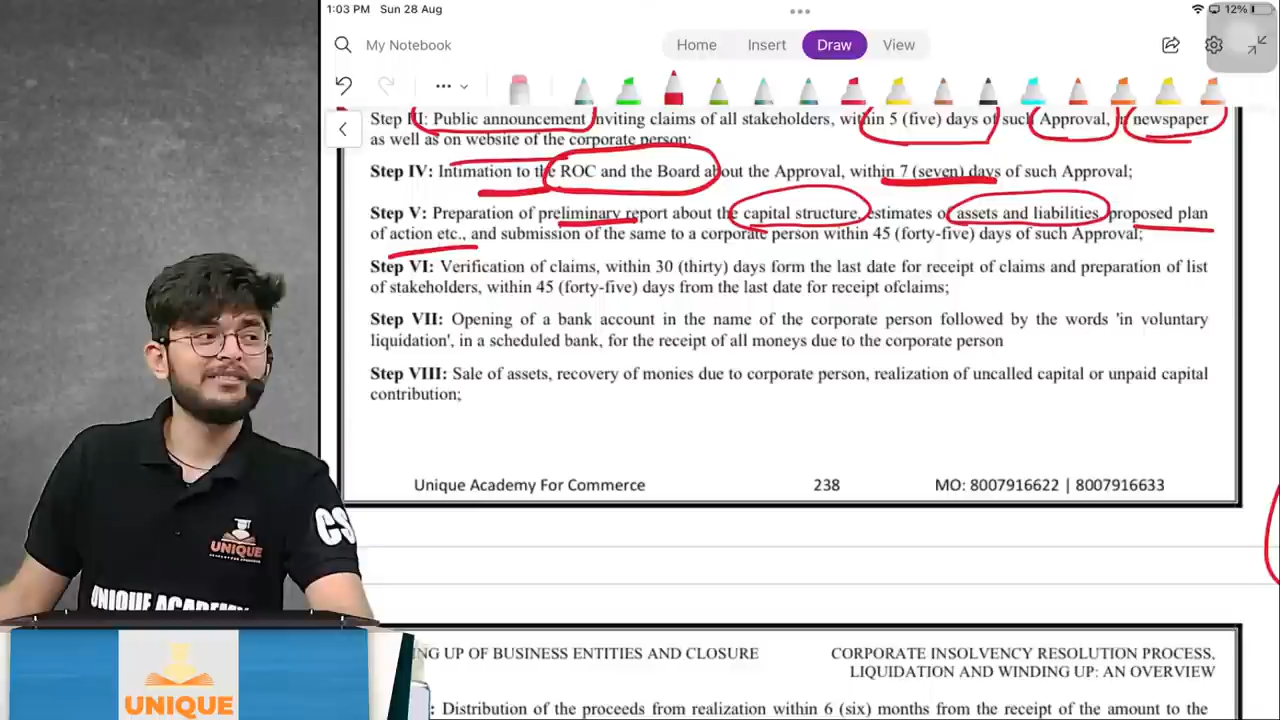 1:03 PM Sun 28 Aug
12%
My Notebook
Home Insert Draw View
Step III: Public announcement inviting claims of all stakeholders, within 5 (five) days of such Approval, in newspaper
as well as on website of the corporate person;
Step IV: Intimation to the ROC and the Board about the Approval, within 7 (seven) days of such Approval;
Step V: Preparation of preliminary report about the capital structure, estimates of assets and liabilities, proposed plan
of action etc., and submission of the same to a corporate person within 45 (forty-five) days of such Approval;
Step VI: Verification of claims, within 30 (thirty) days form the last date for receipt of claims and preparation of list
of stakeholders, within 45 (forty-five) days from the last date for receipt ofclaims;
Step VII: Opening of a bank account in the name of the corporate person followed by the words 'in voluntary
liquidation', in a scheduled bank, for the receipt of all moneys due to the corporate person
Step VIII: Sale of assets, recovery of monies due to corporate person, realization of uncalled capital or unpaid capital
contribution;
Unique Academy For Commerce 238 MO: 8007916622 | 8007916633
NG UP OF BUSINESS ENTITIES AND CLOSURE
CORPORATE INSOLVENCY RESOLUTION PROCESS,
LIQUIDATION AND WINDING UP: AN OVERVIEW
: Distribution of the proceeds from realization within 6 (six) months from the receipt of the amount to the
CS
UNIQUE
UNIQUE ACADEMY
UNIQUE